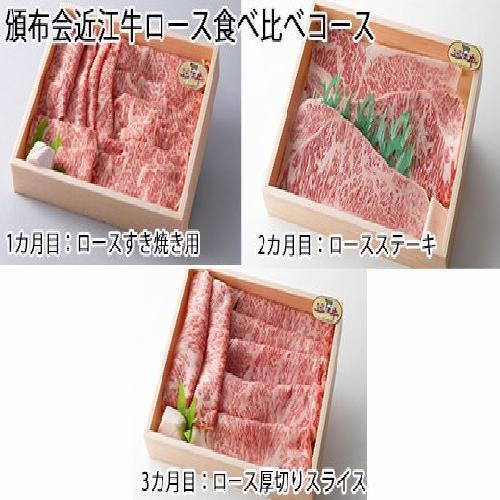 頒布会近江牛ロース食べ比べコース
1カ月目：ロースすき焼き用
2カ月目：ロースステーキ
3カ月目：ロース厚切りスライス